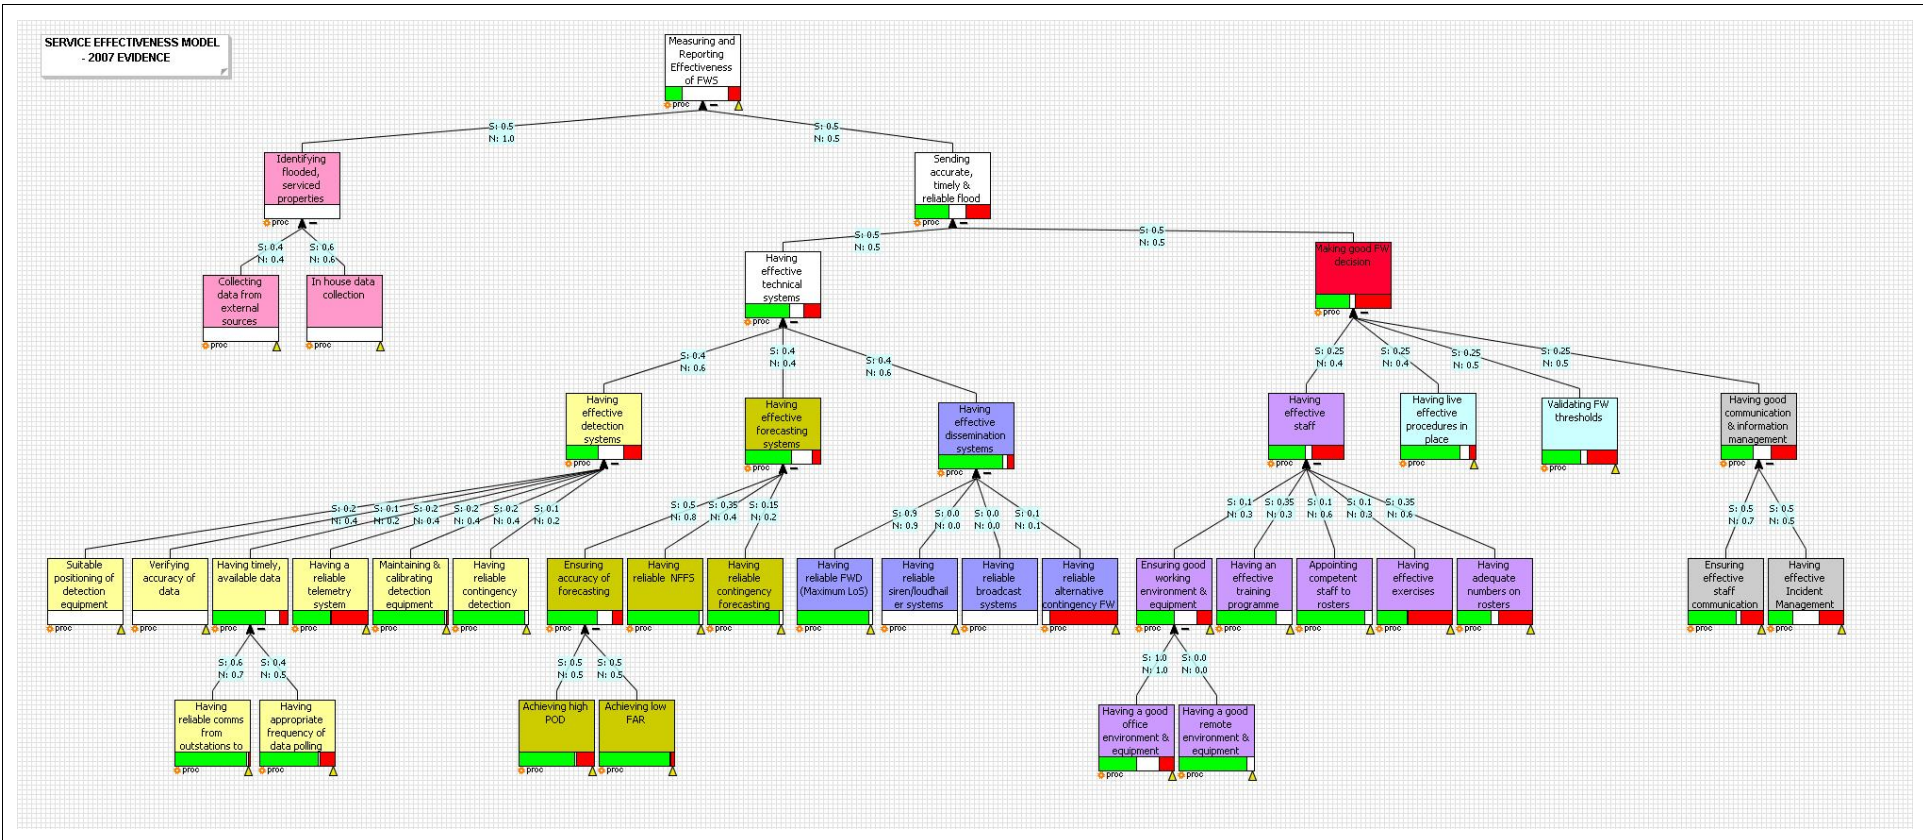 SERVICE EFFECTIVENESS MODEL
- 2007 EVIDENCE
Measuring and
Reporting
Effectiveness
of FWS
proc
S: 0.5
N: 1.0
S: 0.5
N: 0.5
Identifying
flooded,
serviced
properties
proc
Sending
accurate,
timely &
reliable flood
proc
S: 0.4
N: 0.4
S: 0.6
N: 0.6
S: 0.5
N: 0.5
S: 0.5
N: 0.5
Collecting
data from
external
sources
proc
In house data
collection
proc
Having
effective
technical
systems
proc
Making good FW
decision
proc
S: 0.4
N: 0.6
S: 0.4
N: 0.4
S: 0.4
N: 0.6
S: 0.25
N: 0.4
S: 0.25
N: 0.4
S: 0.25
N: 0.5
S: 0.25
N: 0.5
Having
effective
detection
systems
proc
Having
effective
forecasting
systems
proc
Having
effective
dissemination
systems
proc
Having
effective
staff
proc
Having live
effective
procedures in
place
proc
Validating FW
thresholds
proc
Having good
communication
& information
management
proc
S: 0.2
N: 0.4
S: 0.1
N: 0.2
S: 0.2
N: 0.4
S: 0.2
N: 0.4
S: 0.2
N: 0.4
S: 0.1
N: 0.2
S: 0.5
N: 0.8
S: 0.35
N: 0.4
S: 0.15
N: 0.2
S: 0.9
N: 0.9
S: 0.0
N: 0.0
S: 0.0
N: 0.0
S: 0.1
N: 0.1
S: 0.1
N: 0.3
S: 0.35
N: 0.3
S: 0.1
N: 0.6
S: 0.1
N: 0.3
S: 0.35
N: 0.6
S: 0.5
N: 0.7
S: 0.5
N: 0.5
Suitable
positioning of
detection
equipment
proc
Verifying
accuracy of
data
proc
Having timely,
available data
proc
Having a
reliable
telemetry
system
proc
Maintaining &
calibrating
detection
equipment
proc
Having
reliable
contingency
detection
proc
Ensuring
accuracy of
forecasting
proc
Having
reliable NFFS
proc
Having
reliable
contingency
forecasting
proc
Having
reliable FWD
(Maximum LoS)
proc
Having
reliable
siren/loudhail
er systems
proc
Having
reliable
broadcast
systems
proc
Having
reliable
alternative
contingency FW
proc
Ensuring good
working
environment &
equipment
proc
Having an
effective
training
programme
proc
Appointing
competent
staff to
rosters
proc
Having
effective
exercises
proc
Having
adequate
numbers on
rosters
proc
Ensuring
effective
staff
communication
proc
Having
effective
Incident
Management
proc
S: 0.6
N: 0.7
S: 0.4
N: 0.5
S: 0.5
N: 0.5
S: 0.5
N: 0.5
S: 1.0
N: 1.0
S: 0.0
N: 0.0
Having
reliable comms
from
outstations to
proc
Having
appropriate
frequency of
data polling
proc
Achieving high
POD
proc
Achieving low
FAR
proc
Having a good
office
environment &
equipment
proc
Having a good
remote
environment &
equipment
proc